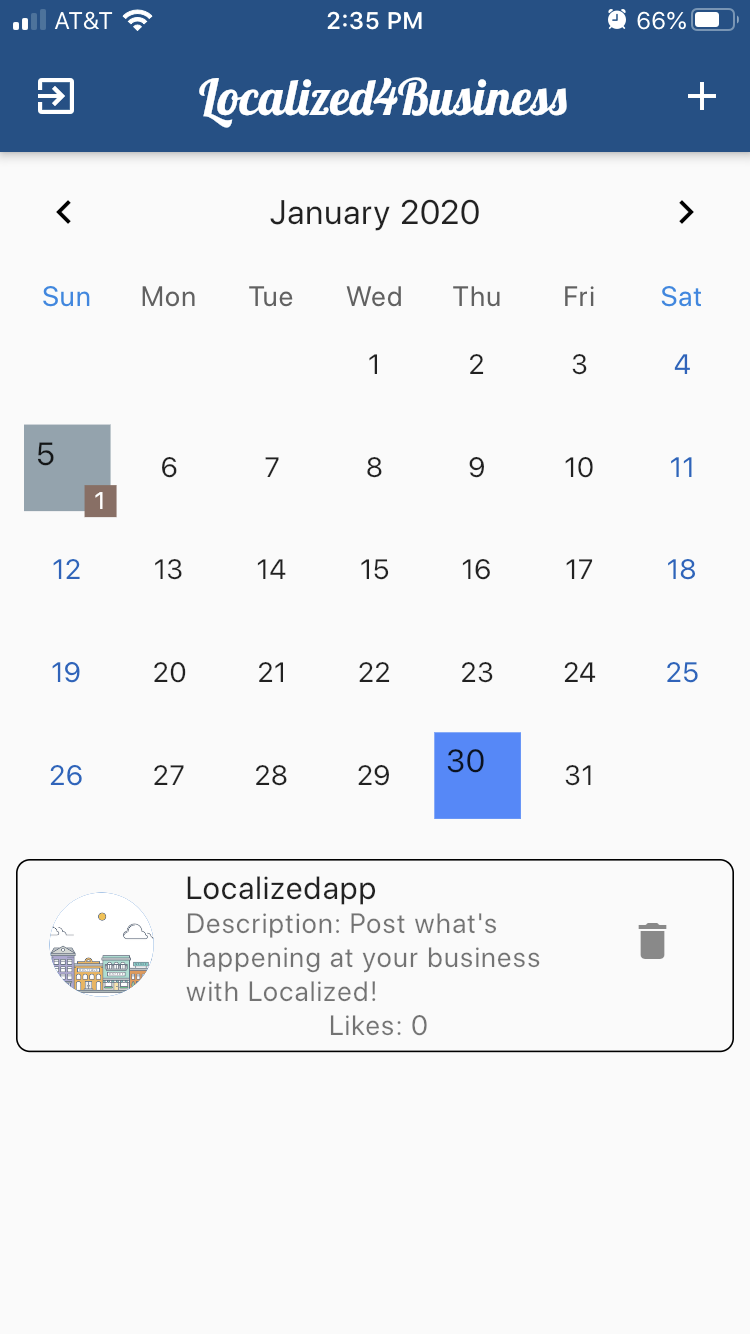 AT&T 2:35 PM 66%
Localized4Business
January 2020
Sun Mon Tue Wed Thu Fri Sat
1 2 3 4
5 1 6 7 8 9 10 11
12 13 14 15 16 17 18
19 20 21 22 23 24 25
26 27 28 29 30 31
Localizedapp
Description: Post what's
happening at your business
with Localized!
Likes: 0